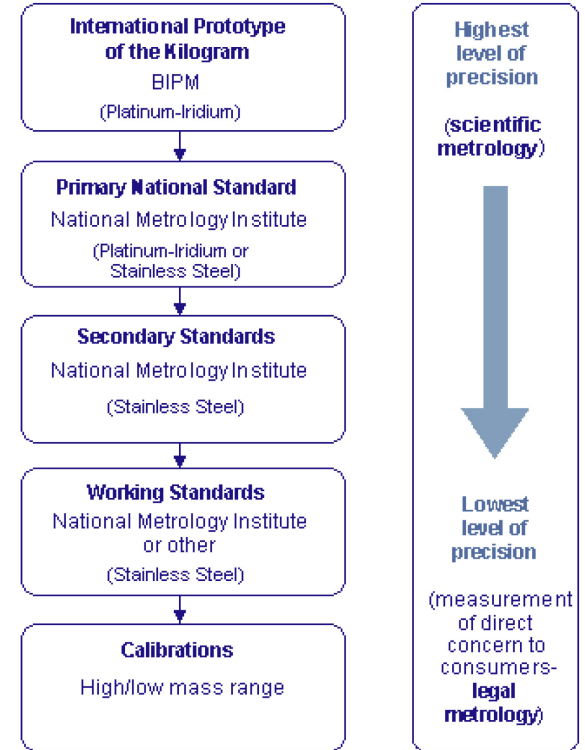 International Prototype
of the Kilogram
BIPM
(Platinum-Iridium)
Primary National Standard
National Metrology Institute
(Platinum-Iridium or
Stainless Steel)
Secondary Standards
National Metrology Institute
(Stainless Steel)
Working Standards
National Metrology Institute
or other
(Stainless Steel)
Calibrations
High/low mass range
Highest
level of
precision
(scientific
metrology)
Lowest
level of
precision
(measurement
of direct
concern to
consumers-
legal
metrology)